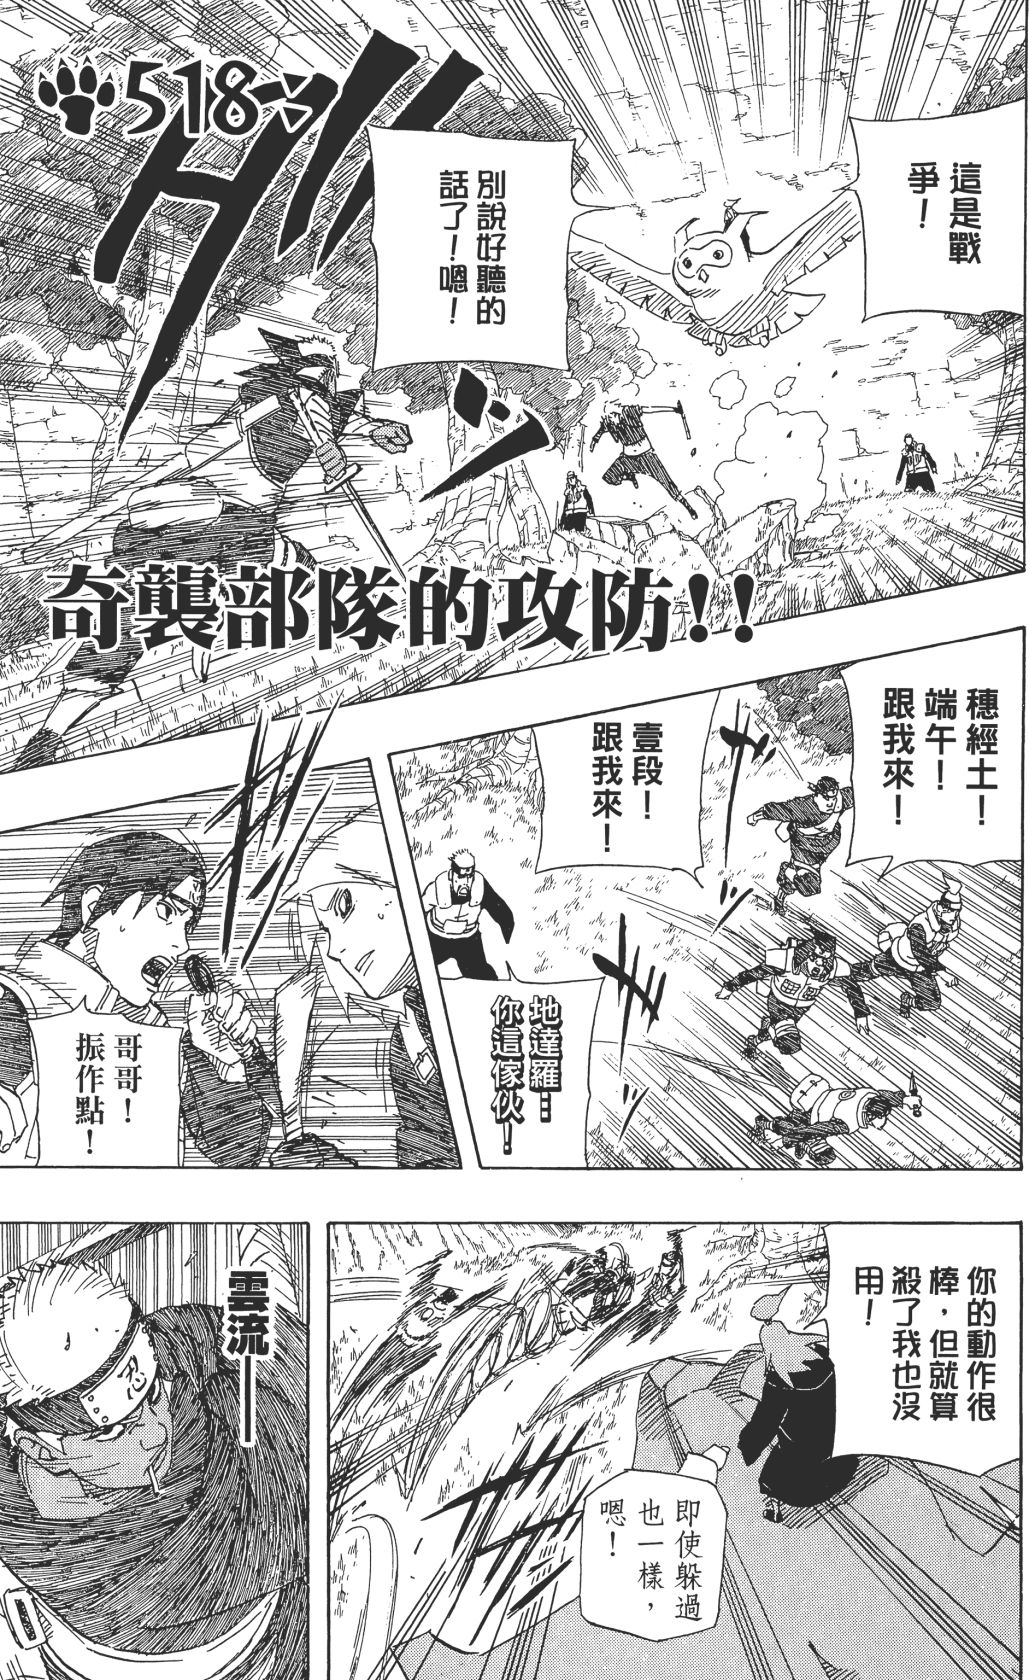 518：
這是戰
爭！
別說好聽的
話了！嗯！
奇襲部隊的攻防!!
穗經土！
端午！
跟我來！
壹段！
跟我來！
地達羅…
你這傢伙！
哥哥！
振作點！
你的動作很
棒，但就算
殺了我也沒
用！
即使躲過
也一樣，
嗯！
雲流──
忍